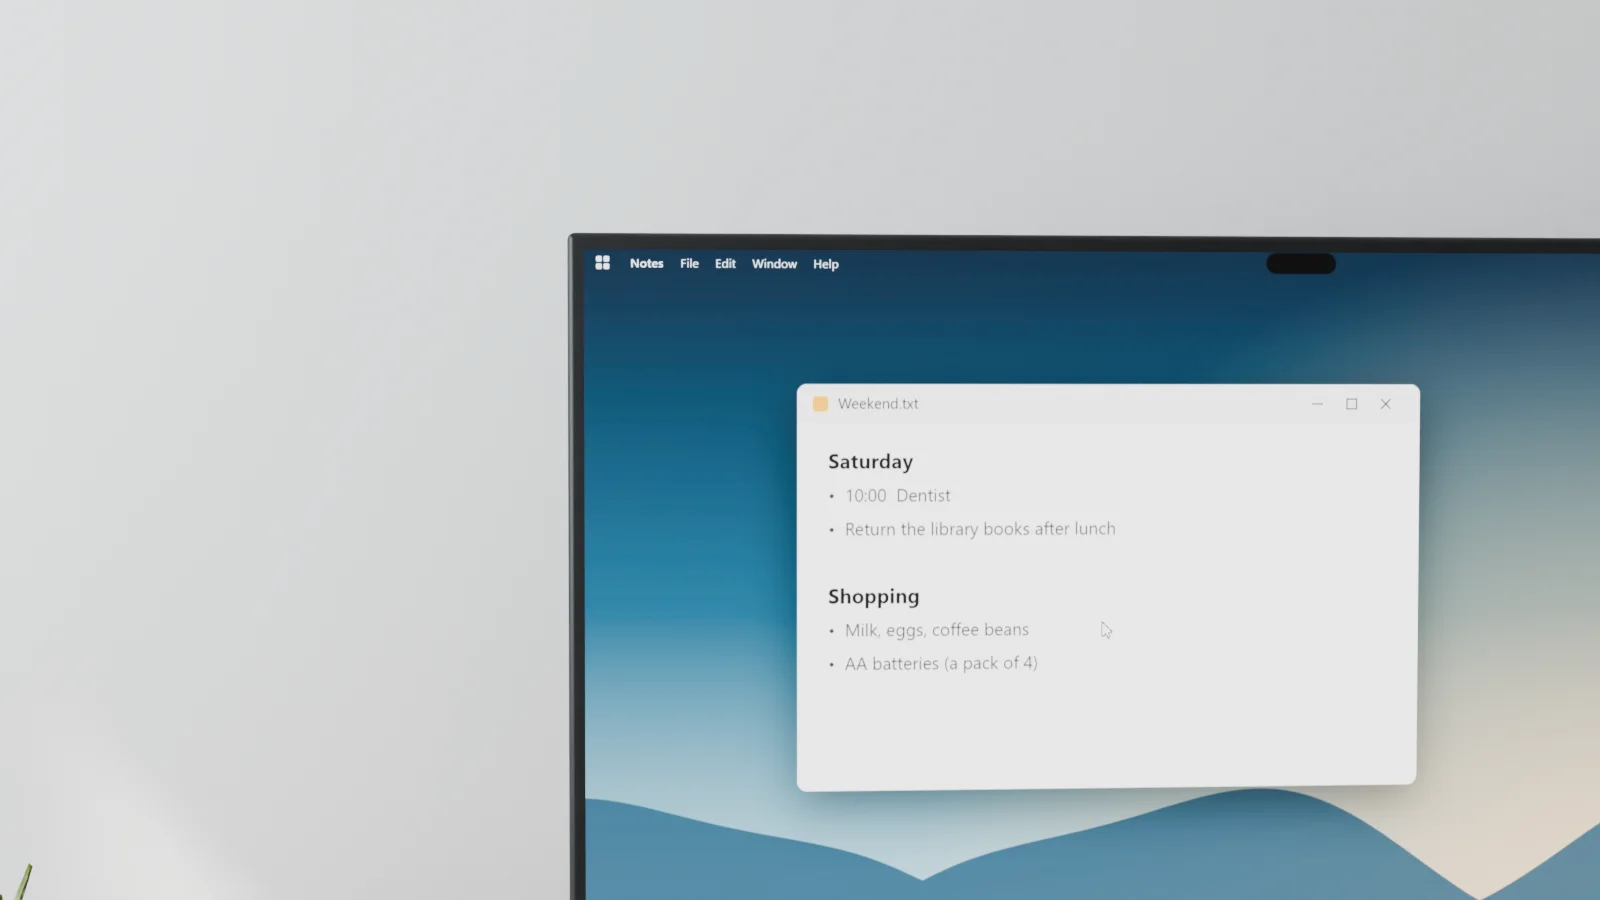 Notes File Edit Window Help
Weekend.txt
Saturday
• 10:00 Dentist
• Return the library books after lunch
Shopping
• Milk, eggs, coffee beans
• AA batteries (a pack of 4)